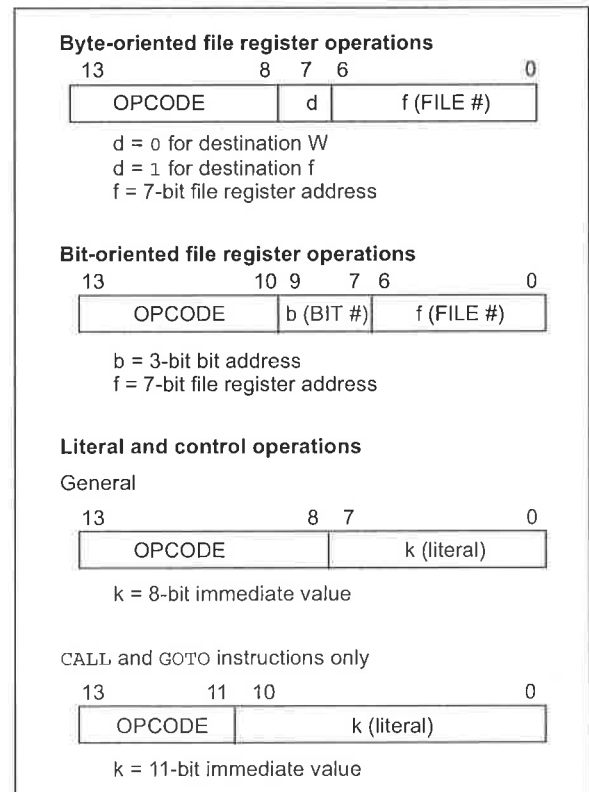 Byte-oriented file register operations
13 8 7 6 0
OPCODE d f (FILE #)
d = 0 for destination W
d = 1 for destination f
f = 7-bit file register address
Bit-oriented file register operations
13 10 9 7 6 0
OPCODE b (BIT #) f (FILE #)
b = 3-bit bit address
f = 7-bit file register address
Literal and control operations
General
13 8 7 0
OPCODE k (literal)
k = 8-bit immediate value
CALL and GOTO instructions only
13 11 10 0
OPCODE k (literal)
k = 11-bit immediate value